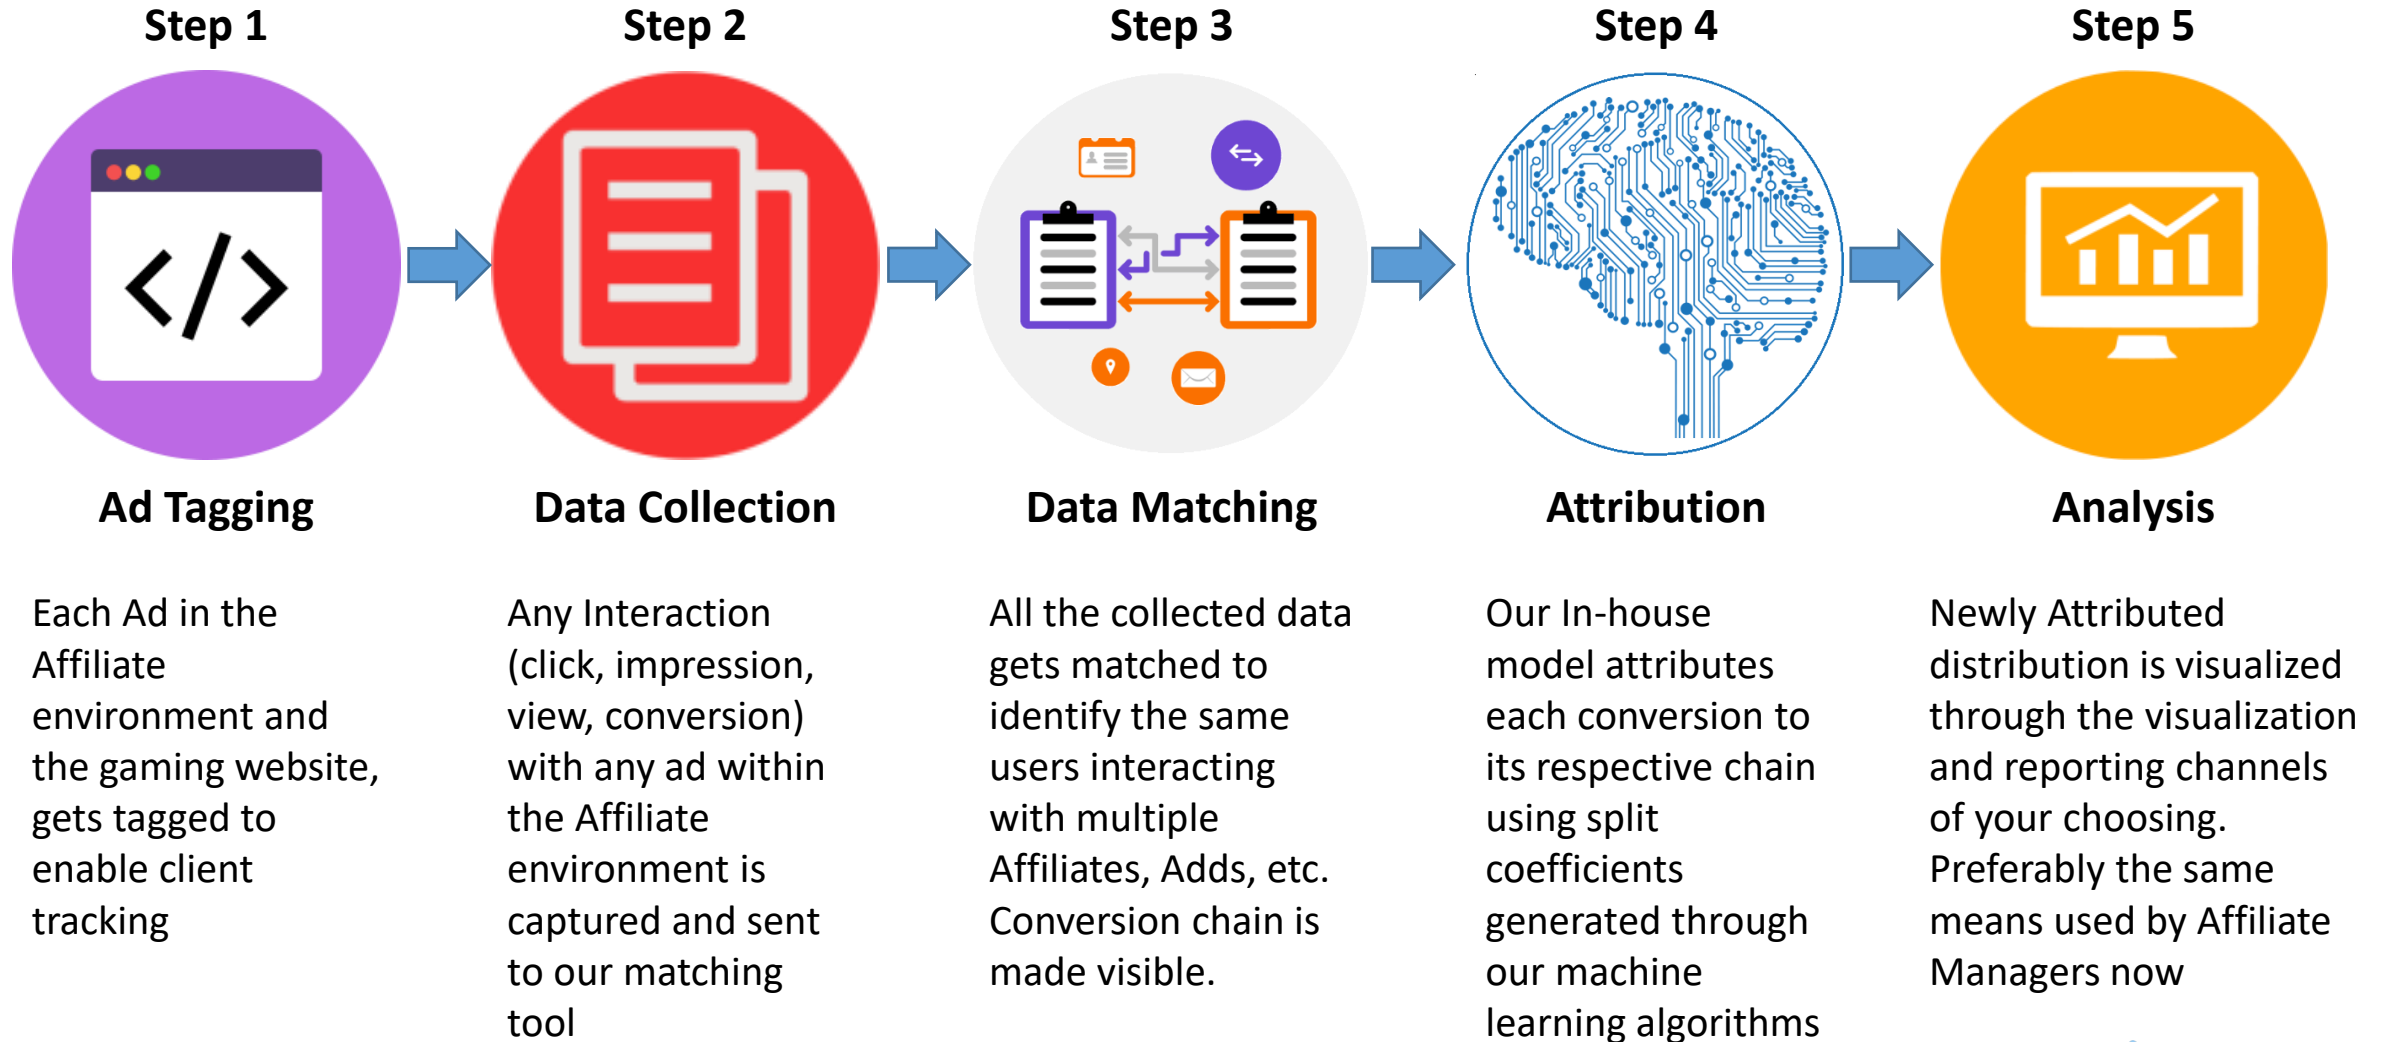 Step 1
Step 2
Step 3
Step 4
Step 5
</>
Ad Tagging
Data Collection
Data Matching
Attribution
Analysis
Each Ad in the
Affiliate
environment and
the gaming website,
gets tagged to
enable client
tracking
Any Interaction
(click, impression,
view, conversion)
with any ad within
the Affiliate
environment is
captured and sent
to our matching
tool
All the collected data
gets matched to
identify the same
users interacting
with multiple
Affiliates, Adds, etc.
Conversion chain is
made visible.
Our In-house
model attributes
each conversion to
its respective chain
using split
coefficients
generated through
our machine
learning algorithms
Newly Attributed
distribution is visualized
through the visualization
and reporting channels
of your choosing.
Preferably the same
means used by Affiliate
Managers now